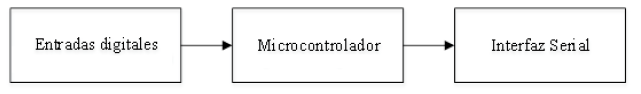 Entradas digitales
Microcontrolador
Interfaz Serial